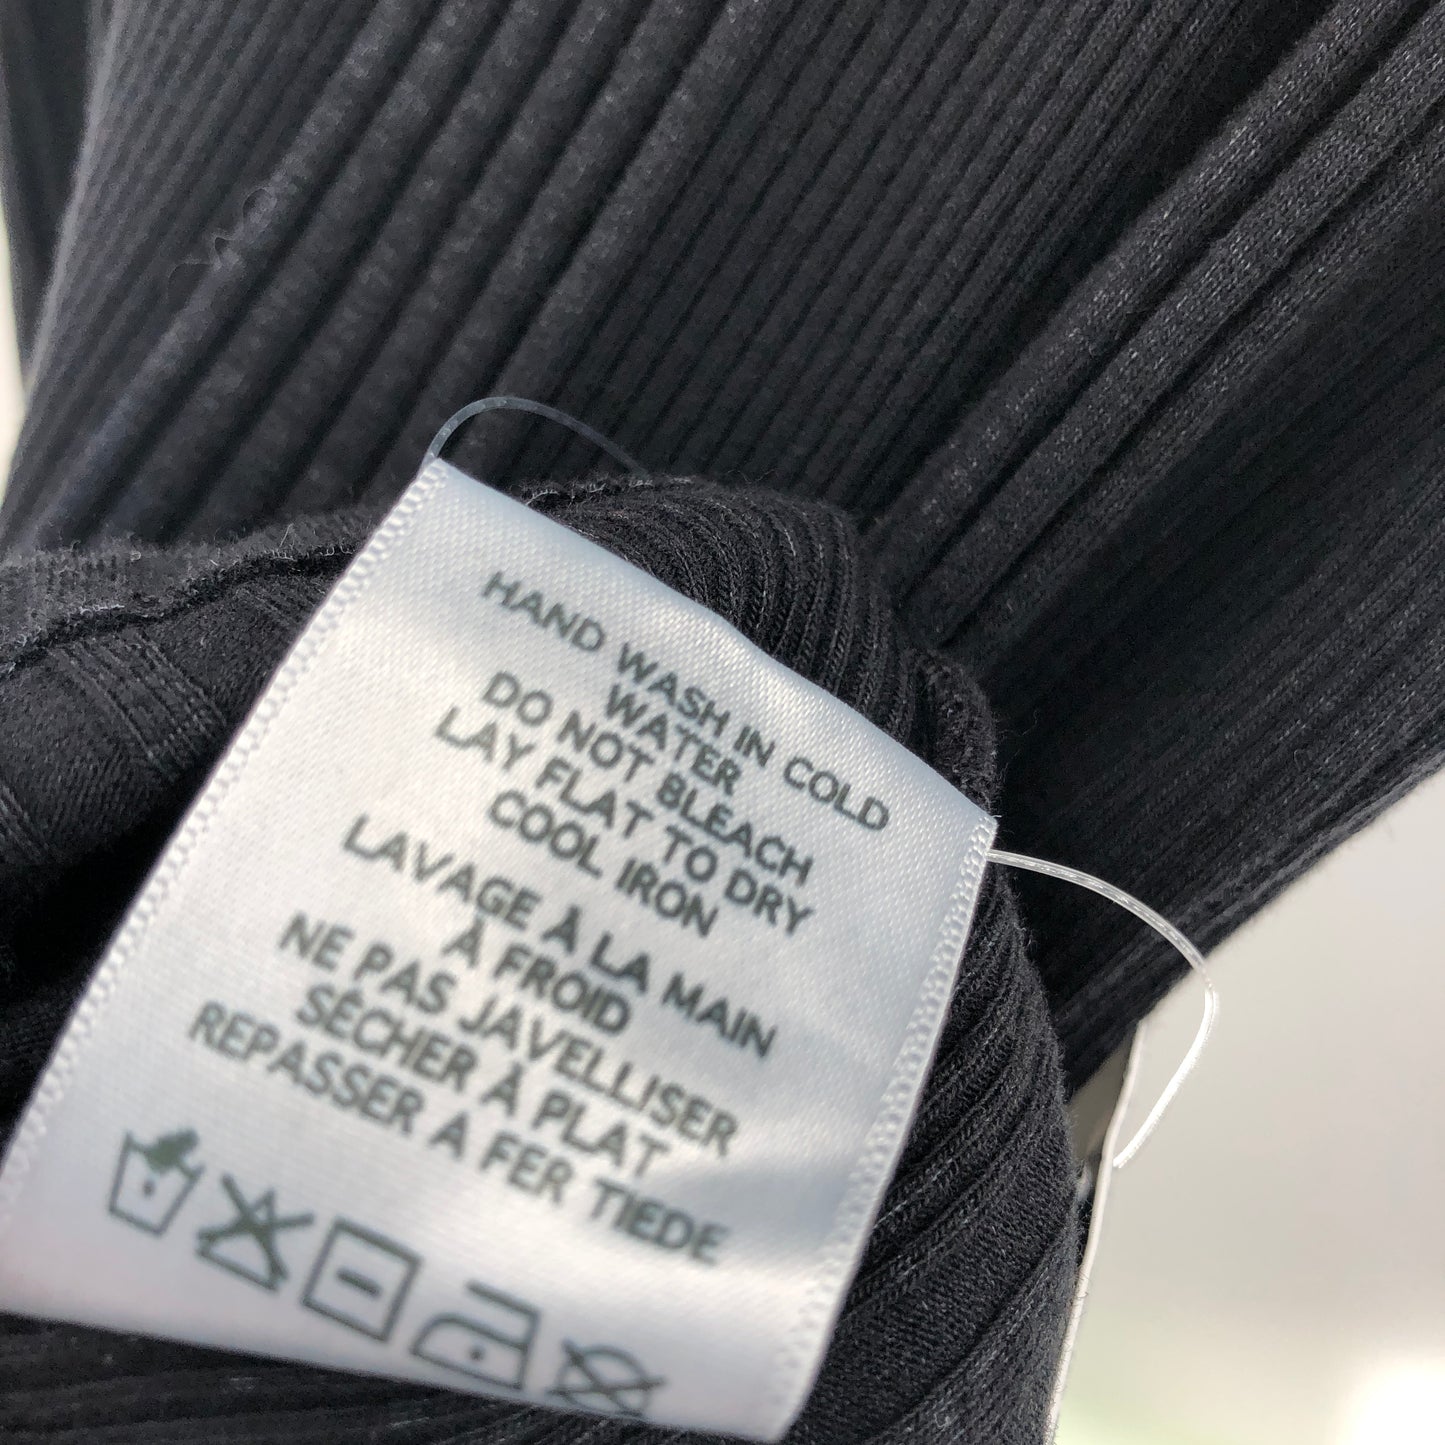 HAND WASH IN COLD
WATER
DO NOT BLEACH
LAY FLAT TO DRY
COOL IRON
LAVAGE À LA MAIN
À FROID
NE PAS JAVELLISER
SÉCHER À PLAT
REPASSER A FER TIEDE